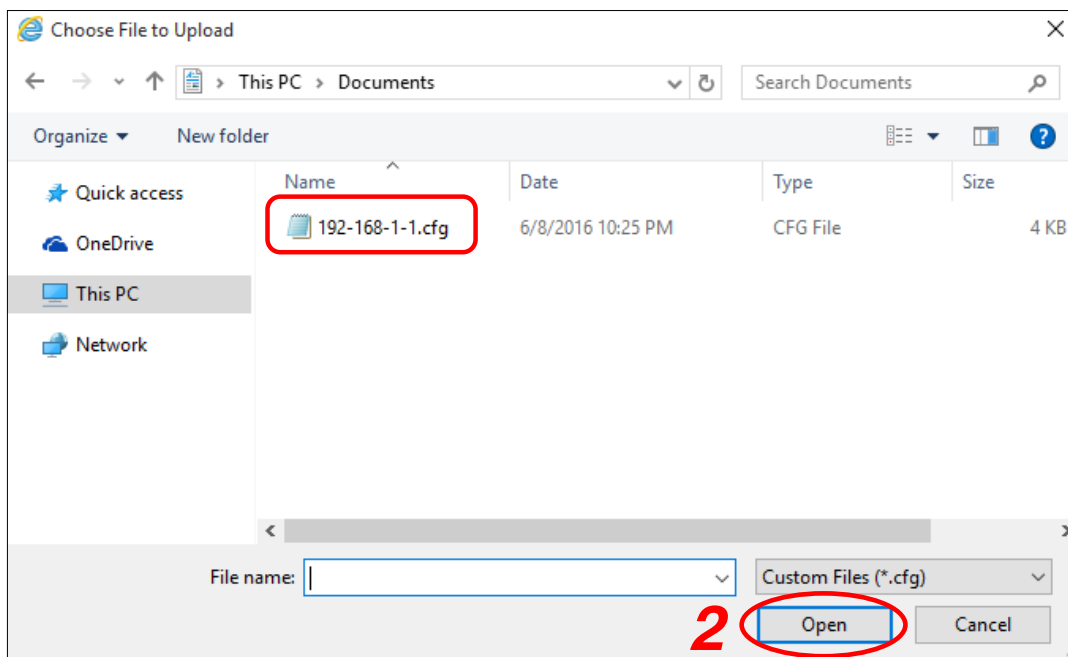 Choose File to Upload
This PC > Documents
Search Documents
Organize
New folder
?
Name
Date
Type
Size
Quick access
OneDrive
This PC
Network
192-168-1-1.cfg
6/8/2016 10:25 PM
CFG File
4 KB
File name:
Custom Files (*.cfg)
2
Open
Cancel